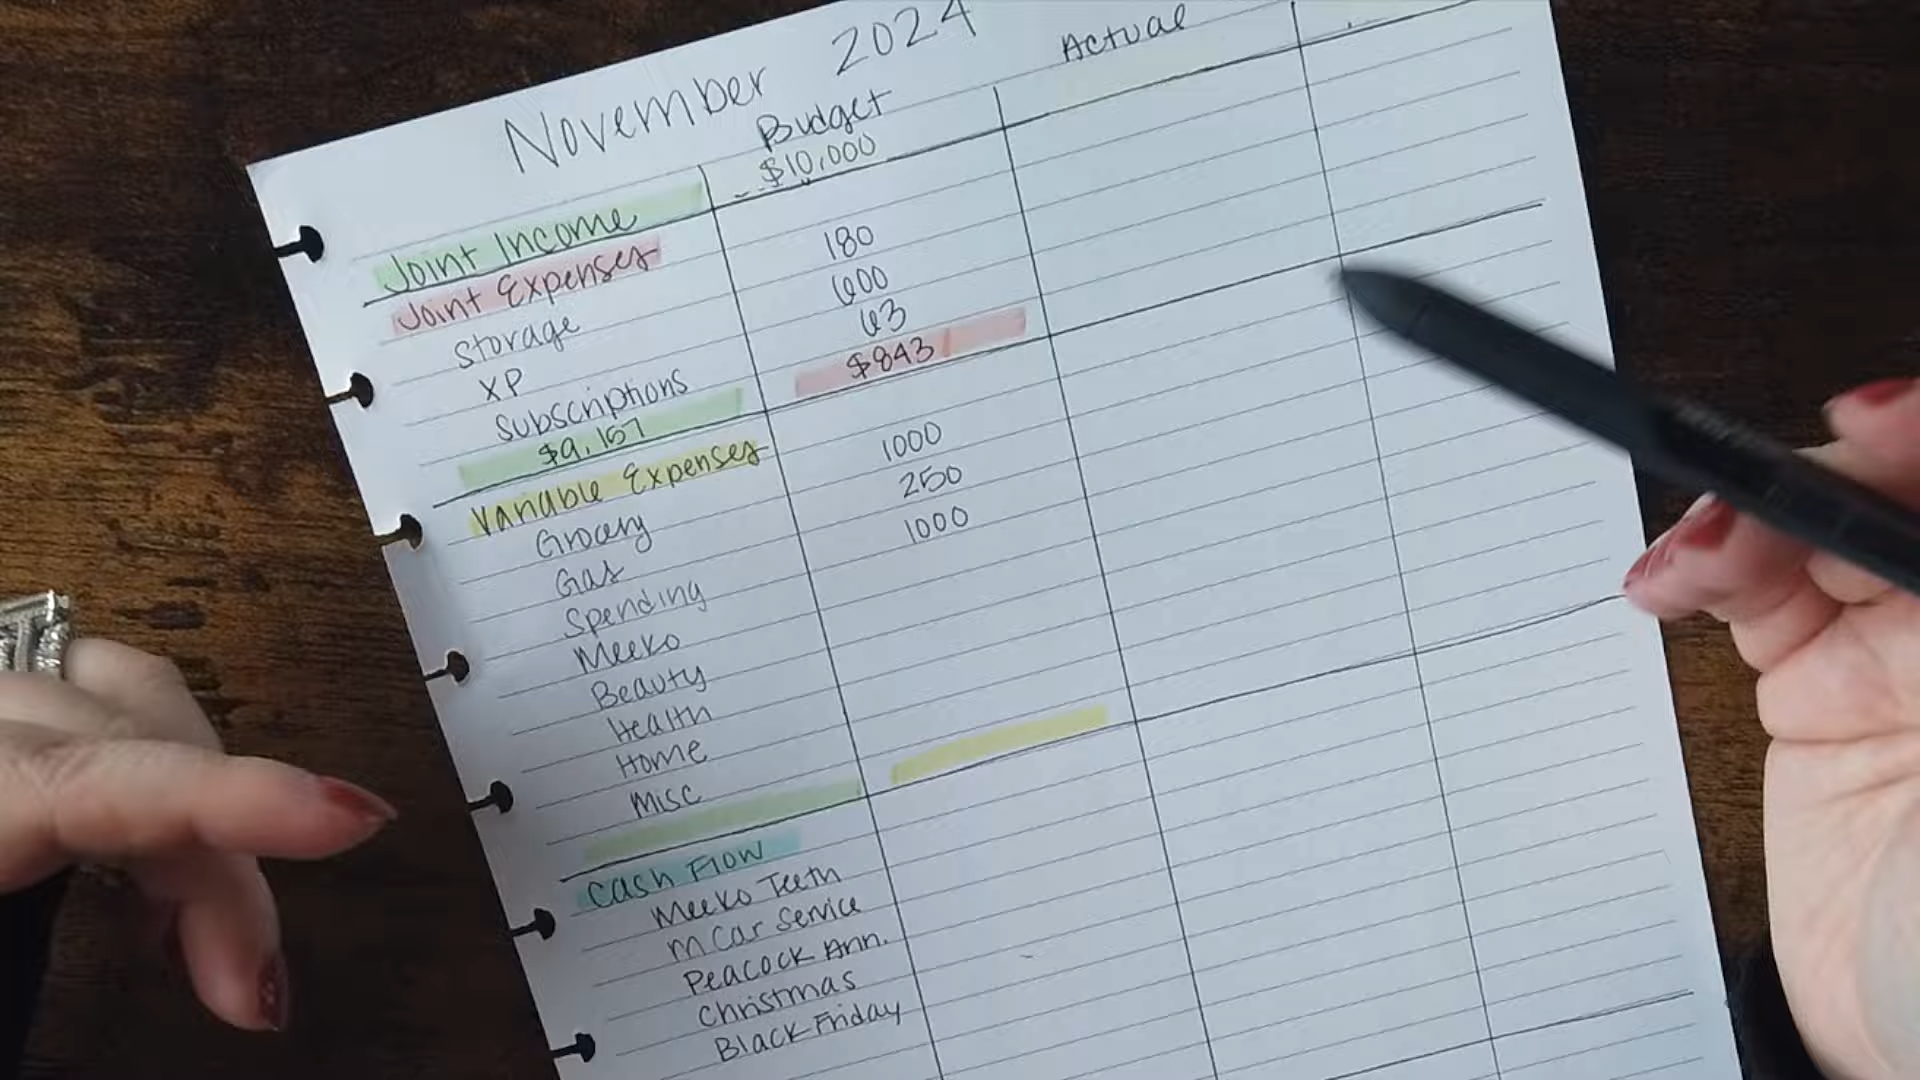 November 2024
Budget Actual
Joint Income $10,000
Joint Expenses
Storage 180
XP 600
Subscriptions 63
$9,157 $843
Variable Expenses
Grocery 1000
Gas 250
Spending 1000
Meeko
Beauty
Health
Home
Misc
Cash Flow
Meeko Teeth
M Car Service
Peacock Ann.
Christmas
Black Friday